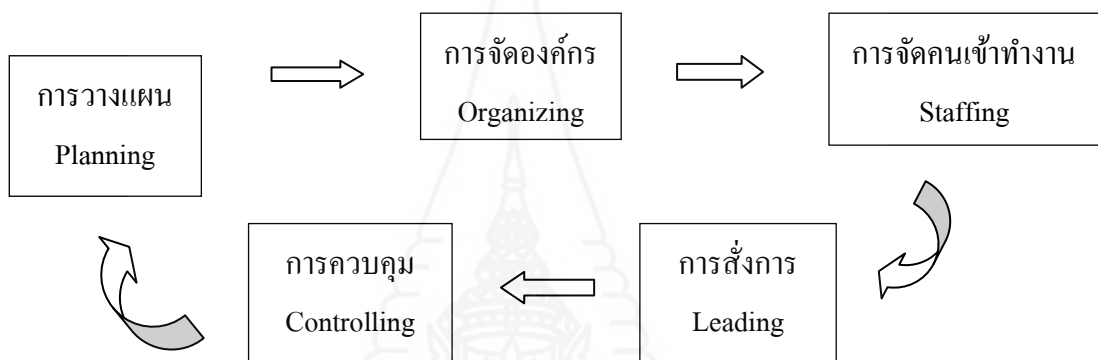 การวางแผน
Planning
การจัดองค์กร
Organizing
การจัดคนเข้าทำงาน
Staffing
การสั่งการ
Leading
การควบคุม
Controlling